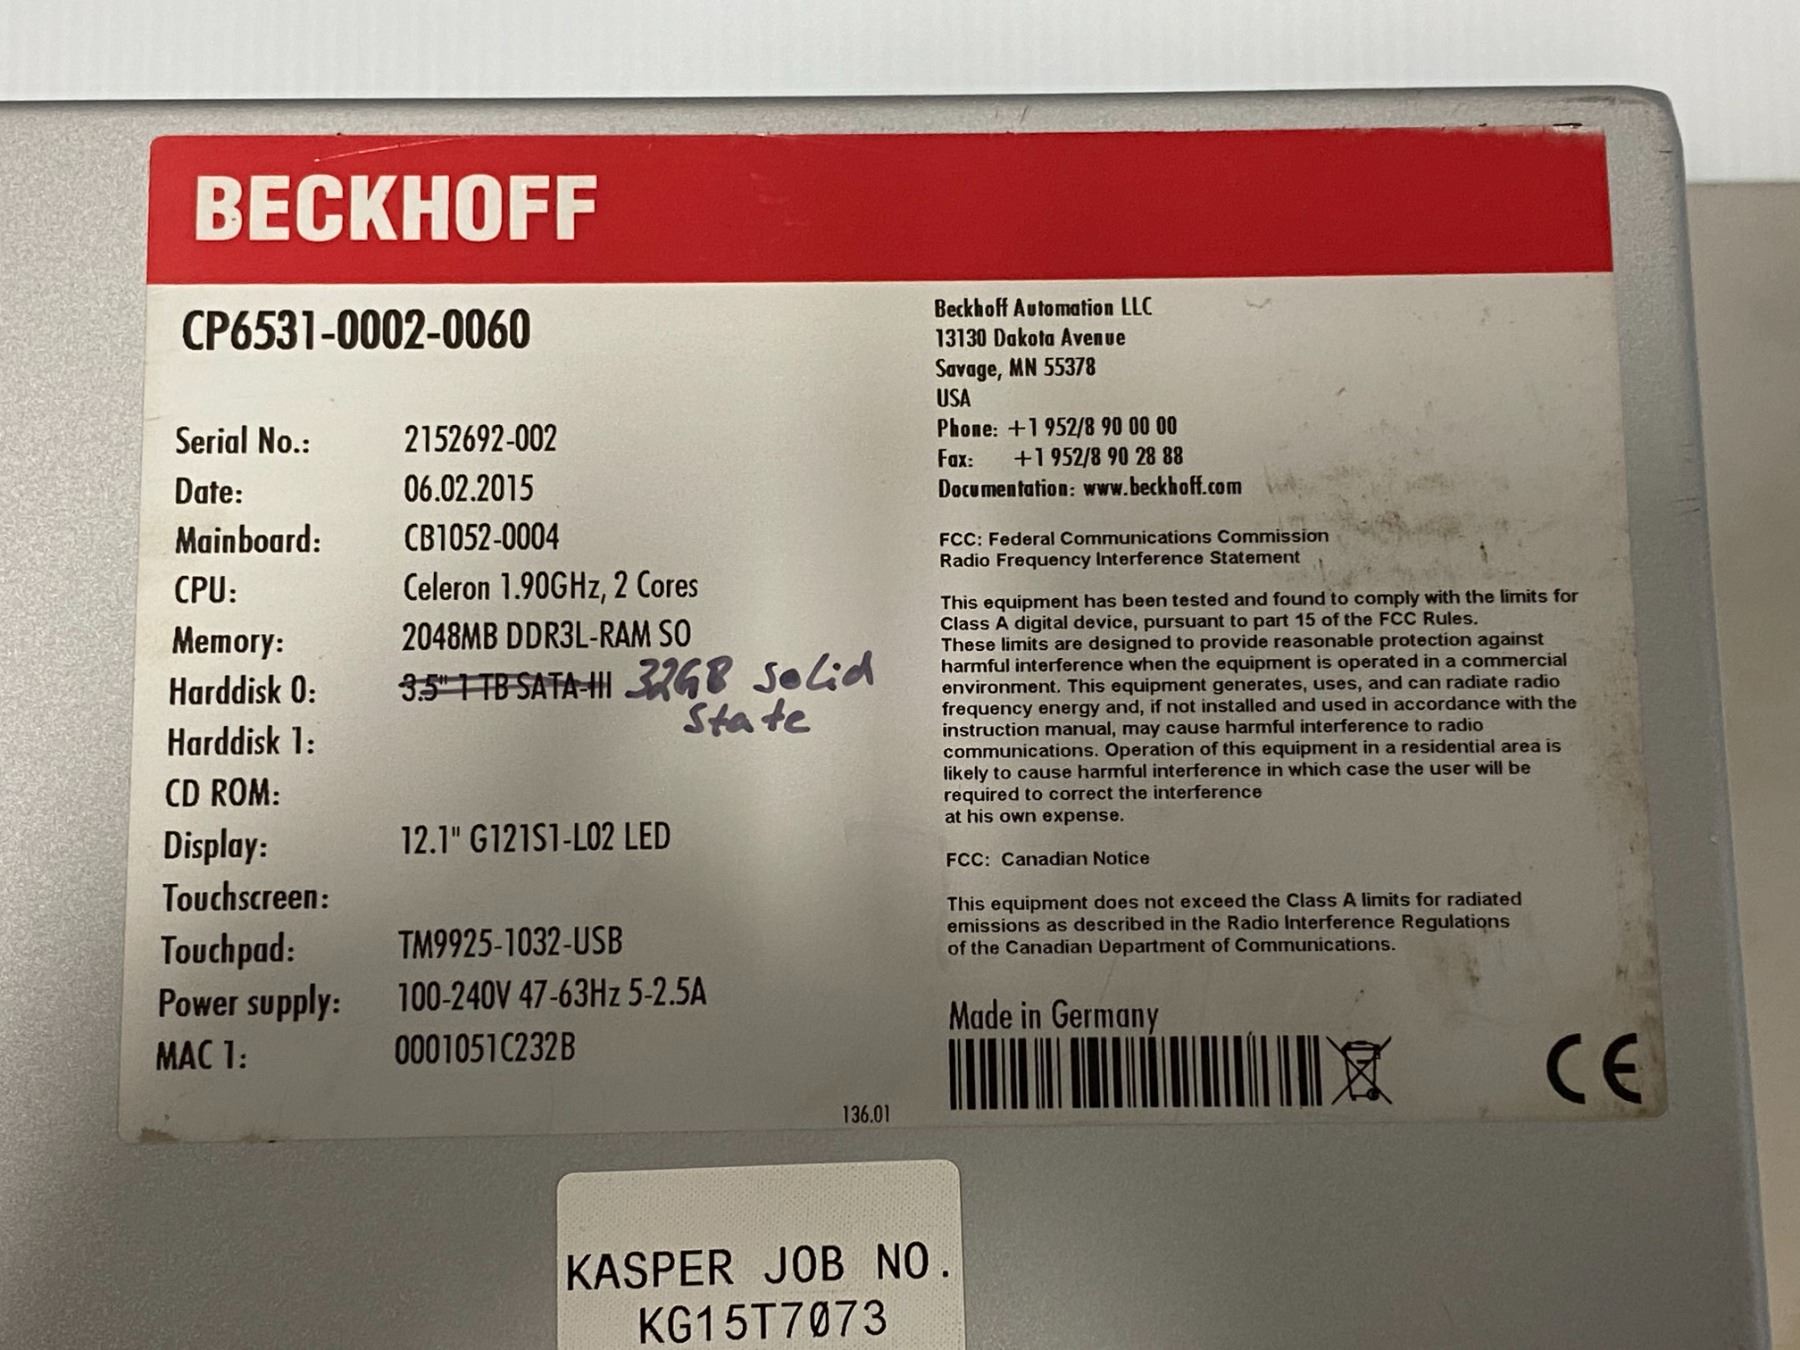 BECKHOFF
CP6531-0002-0060
Serial No.: 2152692-002
Date: 06.02.2015
Mainboard: CB1052-0004
CPU: Celeron 1.90GHz, 2 Cores
Memory: 2048MB DDR3L-RAM SO
Harddisk 0: 3.5" 1 TB SATA-III 32GB Solid
State
Harddisk 1:
CD ROM:
Display: 12.1" G121S1-L02 LED
Touchscreen:
Touchpad: TM9925-1032-USB
Power supply: 100-240V 47-63Hz 5-2.5A
MAC 1: 0001051C232B
136.01
Beckhoff Automation LLC
13130 Dakota Avenue
Savage, MN 55378
USA
Phone: +1 952/8 90 00 00
Fax: +1 952/8 90 28 88
Documentation: www.beckhoff.com
FCC: Federal Communications Commission
Radio Frequency Interference Statement
This equipment has been tested and found to comply with the limits for
Class A digital device, pursuant to part 15 of the FCC Rules.
These limits are designed to provide reasonable protection against
harmful interference when the equipment is operated in a commercial
environment. This equipment generates, uses, and can radiate radio
frequency energy and, if not installed and used in accordance with the
instruction manual, may cause harmful interference to radio
communications. Operation of this equipment in a residential area is
likely to cause harmful interference in which case the user will be
required to correct the interference
at his own expense.
FCC: Canadian Notice
This equipment does not exceed the Class A limits for radiated
emissions as described in the Radio Interference Regulations
of the Canadian Department of Communications.
Made in Germany
CE
KASPER JOB NO.
KG15T7073